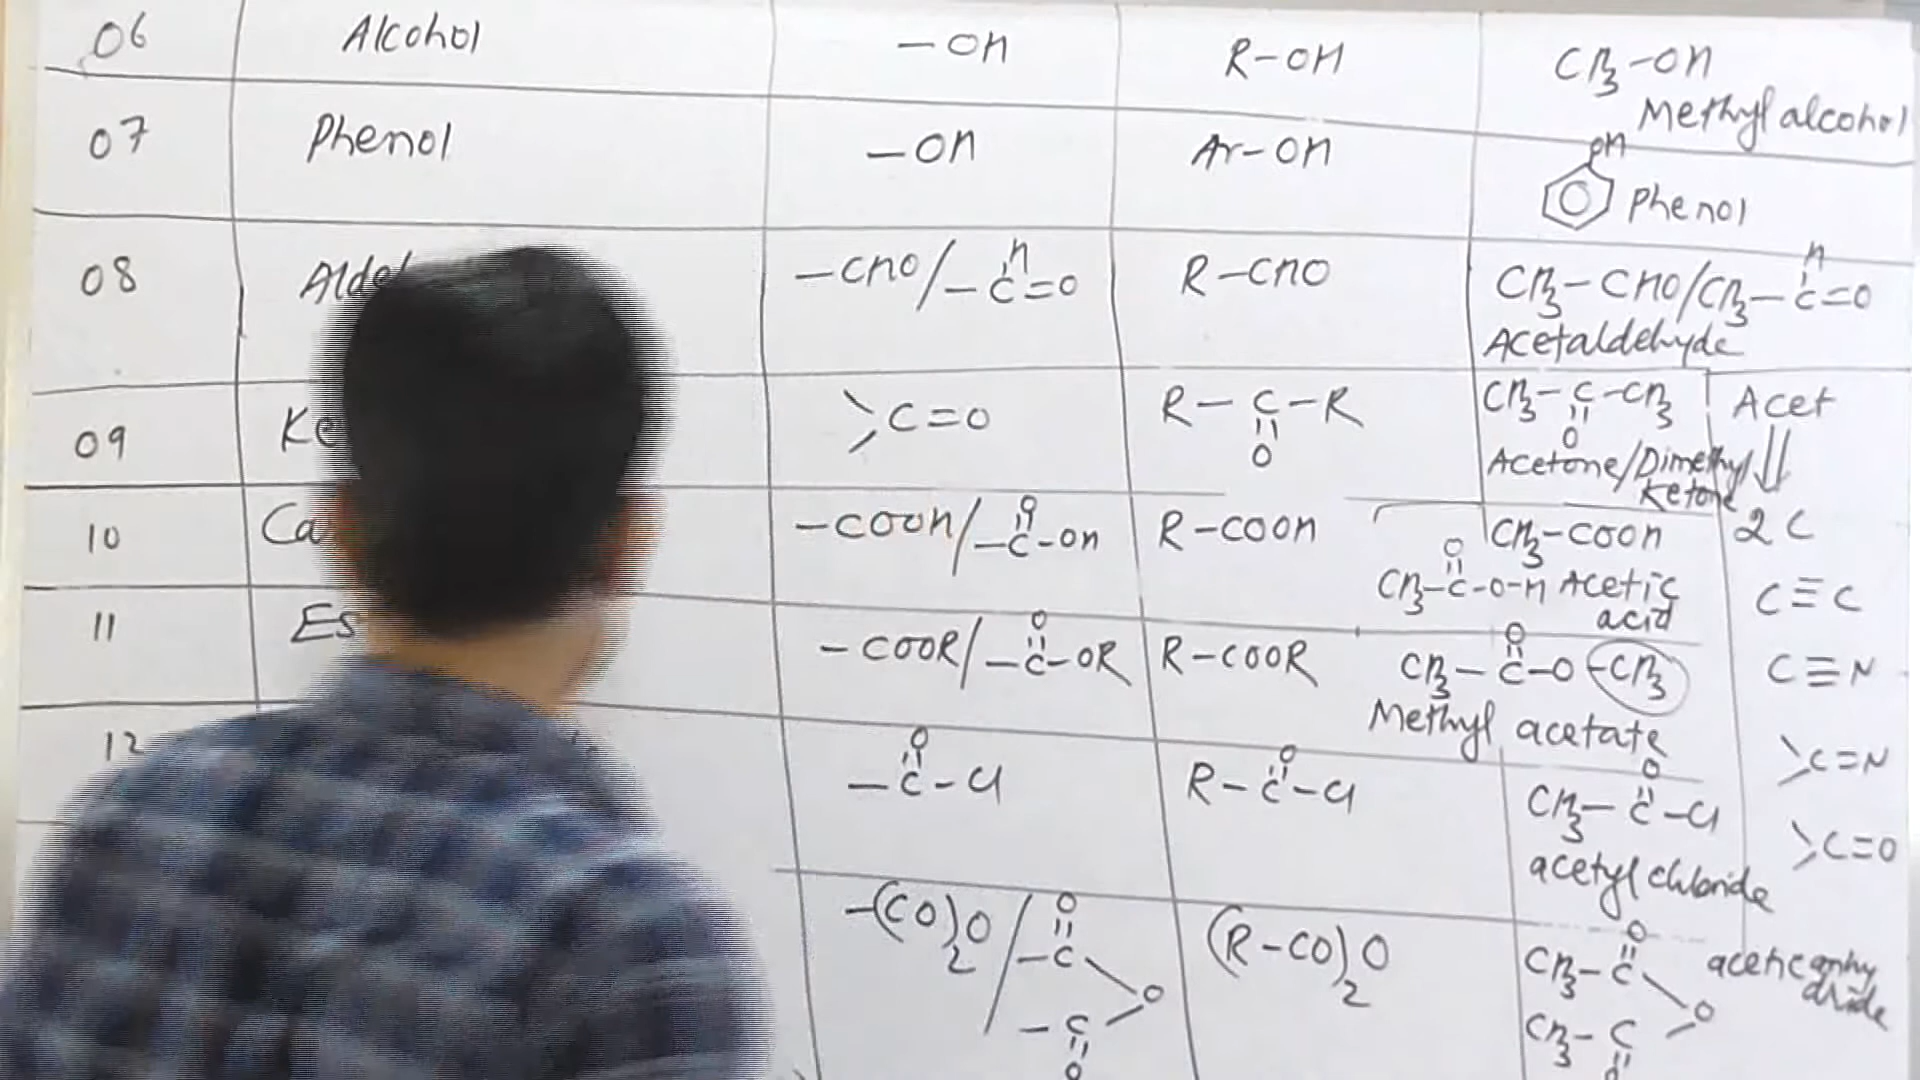 06 Alcohol -OH R-OH CH3-OH
Methyl alcohol
07 Phenol -OH Ar-OH OH
Phenol
08 Alde -CHO/-C=O R-CHO CH3-CHO/CH3-C=O
H H
Acetaldehyde
09 Ke >C=O R-C-R CH3-C-CH3 Acet
O O
Acetone/Dimethyl
Ketone
10 Ca -COOH/-C-OH R-COOH CH3-COOH 2C
O O
CH3-C-O-H Acetic
acid
C≡C
11 Es -COOR/-C-OR R-COOR CH3-C-O-CH3 C≡N
O O
Methyl acetate
12 -C-Cl R-C-Cl CH3-C-Cl >C=N
O O O
acetyl chloride
>C=O
-(CO)2O/-C O (R-CO)2O CH3-C O
O O
-C CH3-C
O O
acetic anhy
dride